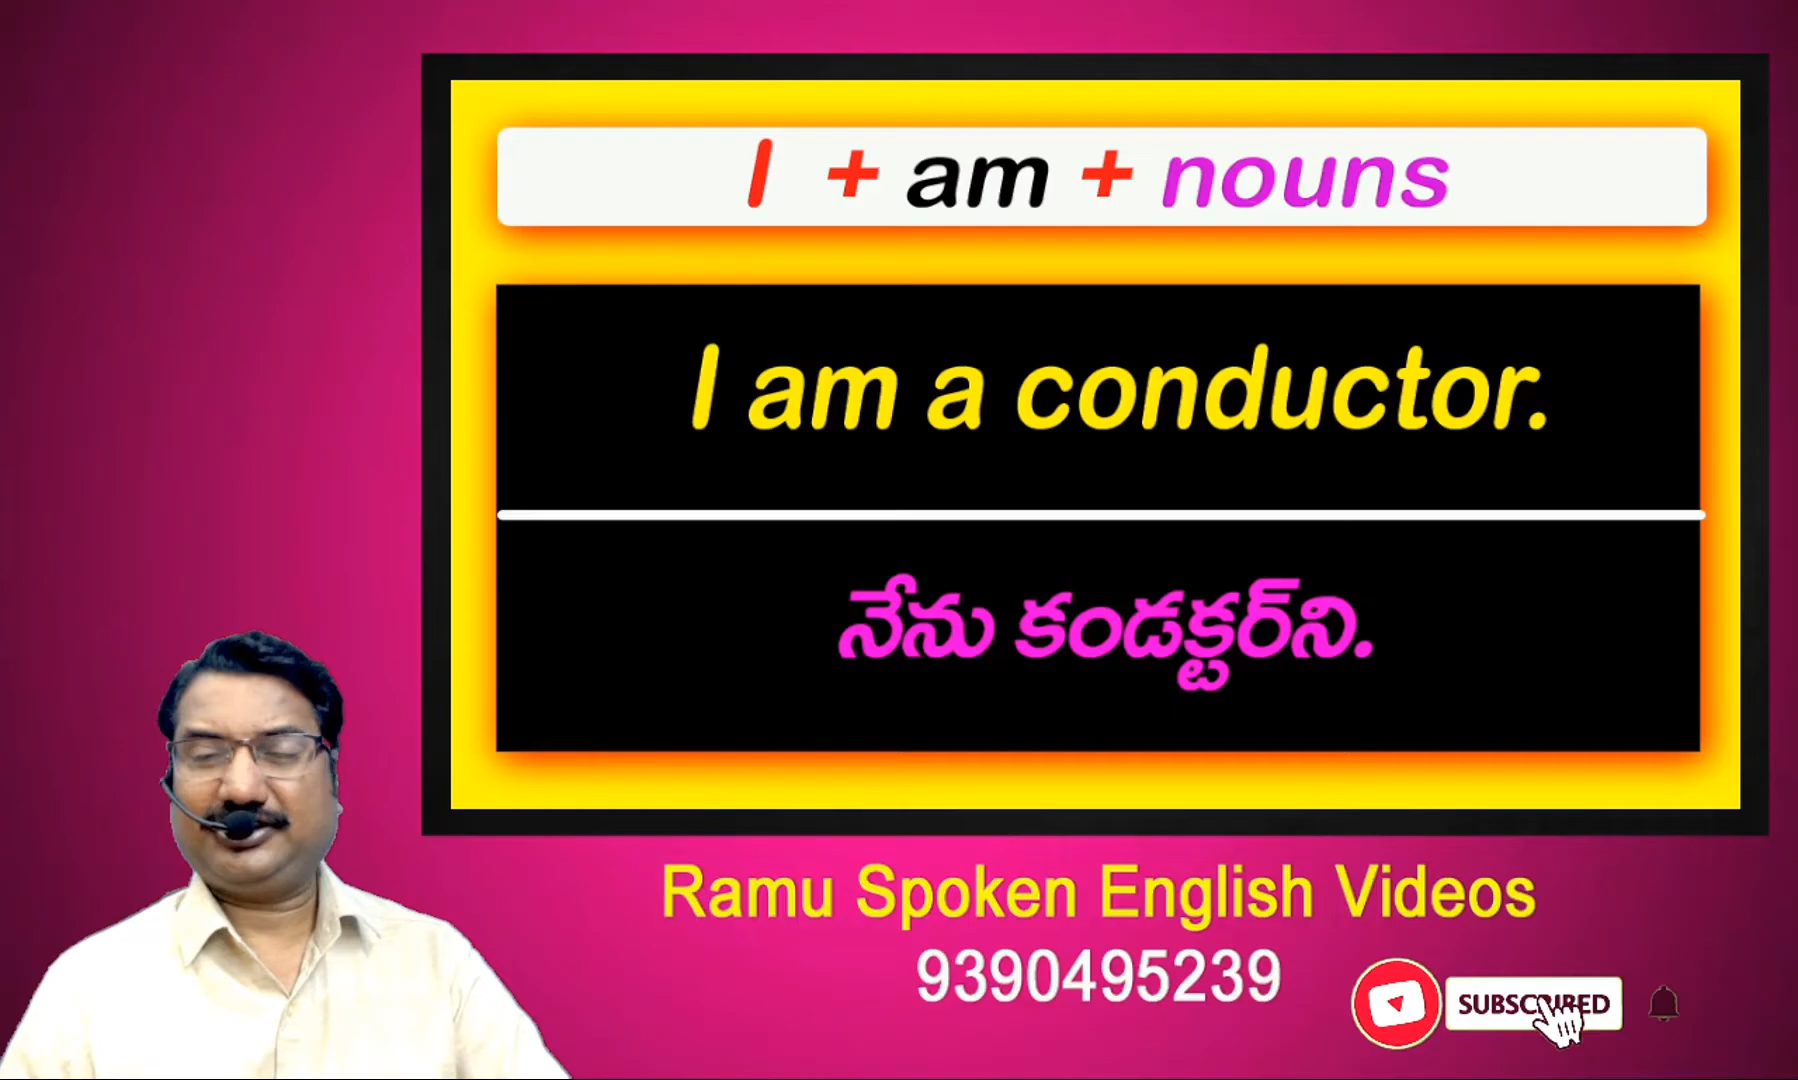 I + am + nouns
I am a conductor.
నేను కండక్టర్‌ని.
Ramu Spoken English Videos
9390495239
SUBSCRIBED